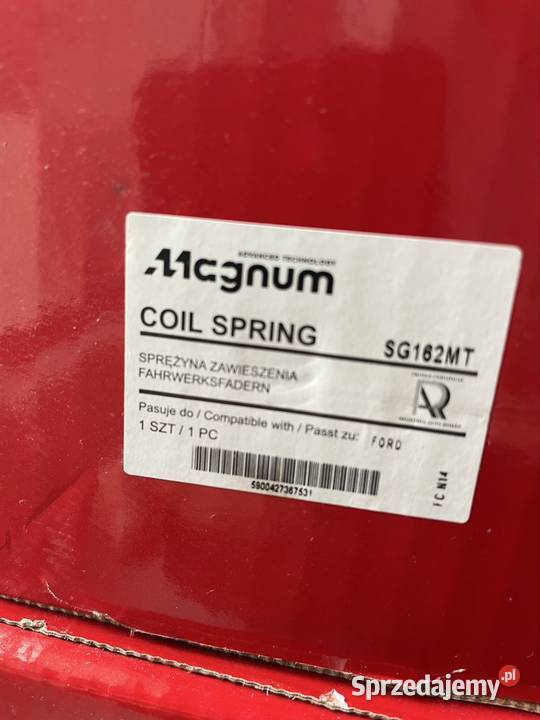 ADVANCED TECHNOLOGY
Magnum
COIL SPRING
SG162MT
SPRĘŻYNA ZAWIESZENIA
FAHRWERKSFADERN
Pasuje do / Compatible with / Passt zu: FORD
1 SZT / 1 PC
5900427367531
FC N14
Sprzedajemy.pl